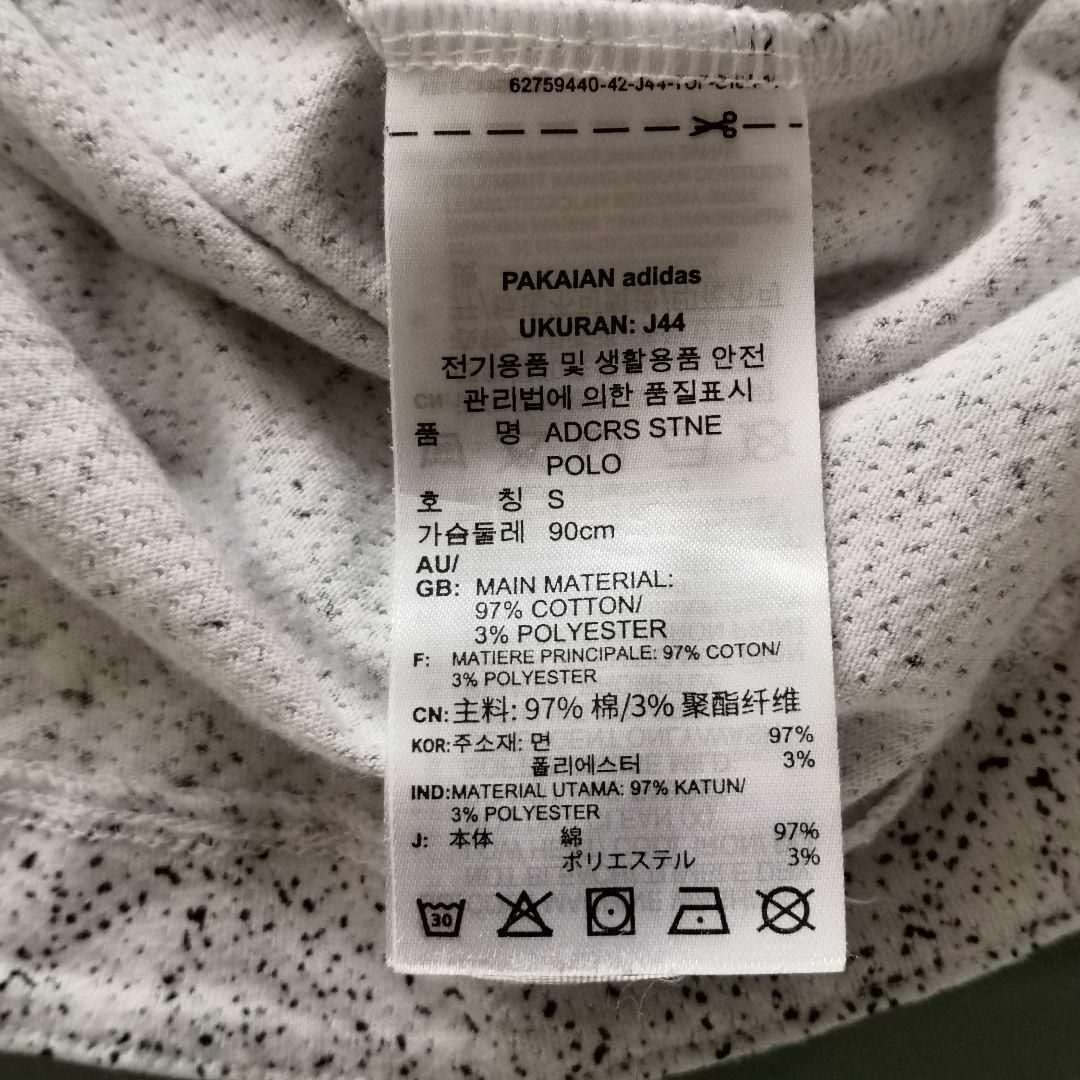 62759440-42-J44-
PAKAIAN adidas
UKURAN: J44
전기용품 및 생활용품 안전
관리법에 의한 품질표시
품 명 ADCRS STNE
POLO
호 칭 S
가슴둘레 90cm
AU/
GB: MAIN MATERIAL:
97% COTTON/
3% POLYESTER
F: MATIERE PRINCIPALE: 97% COTON/
3% POLYESTER
CN: 主料: 97% 棉/3% 聚酯纤维
KOR: 주소재: 면 97%
폴리에스터 3%
IND: MATERIAL UTAMA: 97% KATUN/
3% POLYESTER
J: 本体 綿 97%
ポリエステル 3%
30